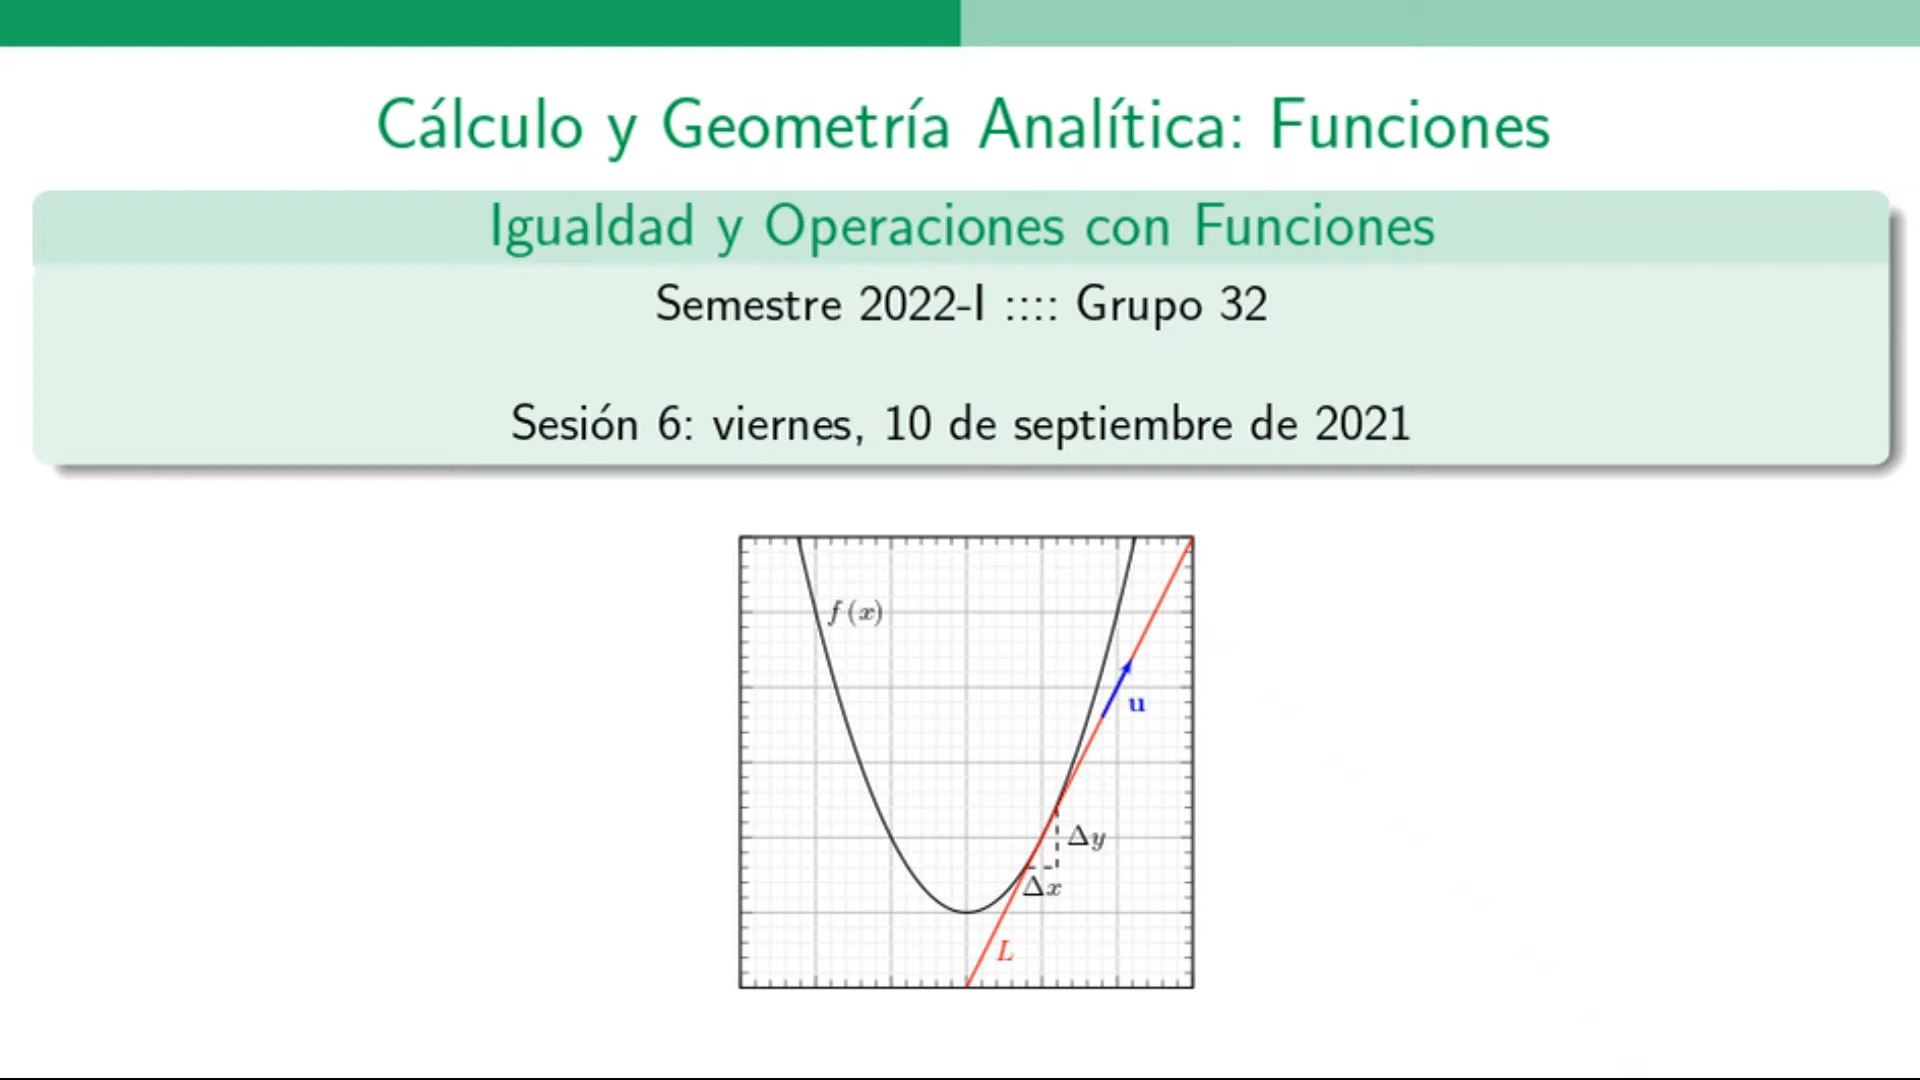 Cálculo y Geometría Analítica: Funciones
Igualdad y Operaciones con Funciones
Semestre 2022-I :::: Grupo 32
Sesión 6: viernes, 10 de septiembre de 2021
f(x)
u
Δy
Δx
L